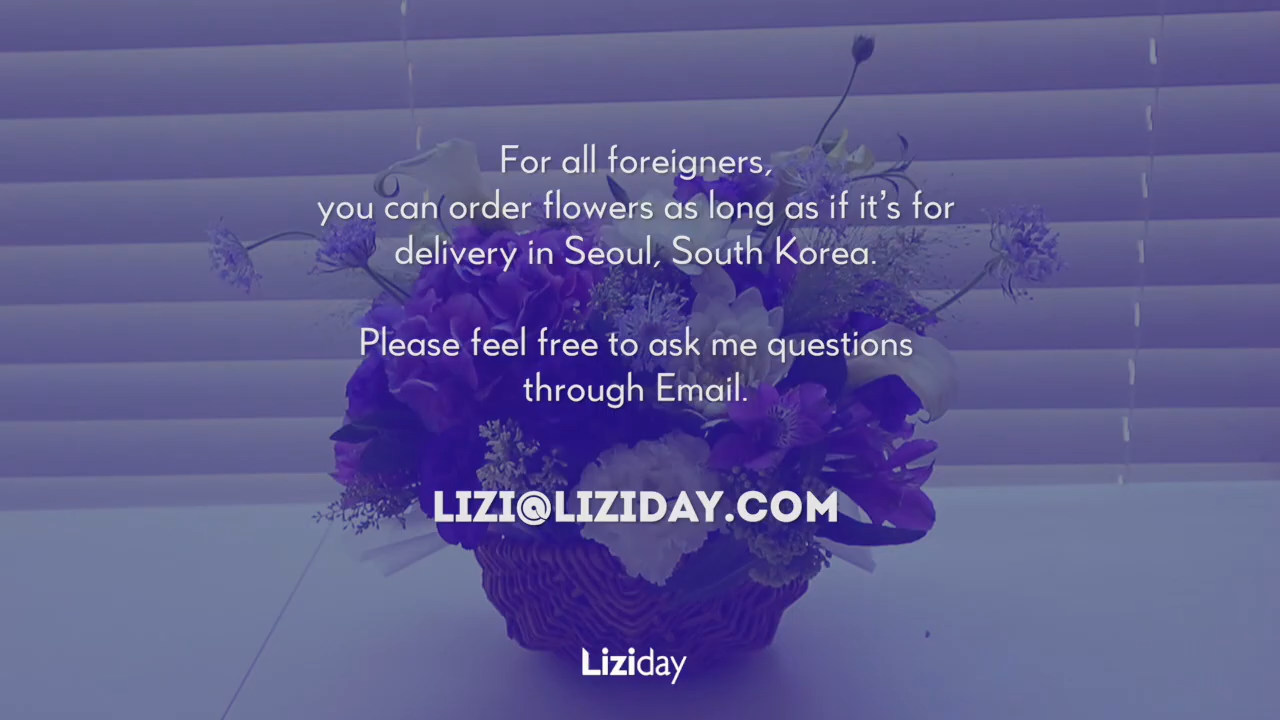 For all foreigners,
you can order flowers as long as if it's for
delivery in Seoul, South Korea.
Please feel free to ask me questions
through Email.
LIZI@LIZIDAY.COM
Liziday